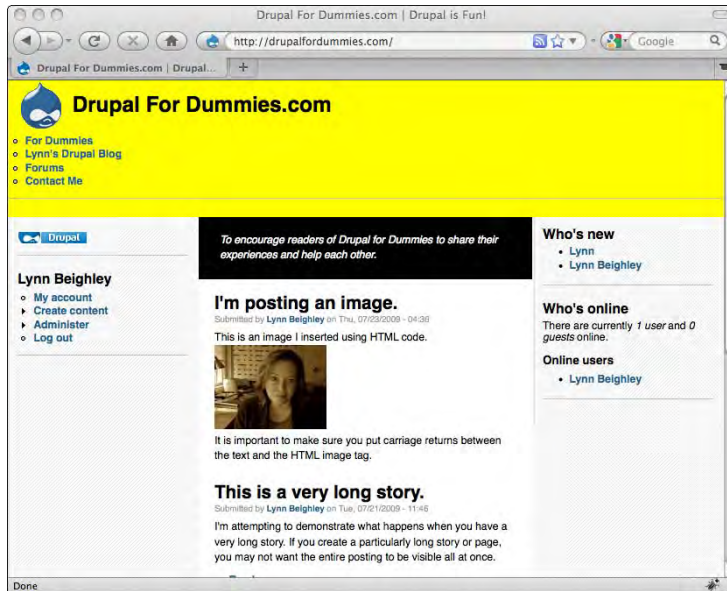 Drupal For Dummies.com | Drupal is Fun!
http://drupalfordummies.com/
Google
Drupal For Dummies.com | Drupal...
Drupal For Dummies.com
For Dummies
Lynn's Drupal Blog
Forums
Contact Me
Drupal
Lynn Beighley
My account
Create content
Administer
Log out
To encourage readers of Drupal for Dummies to share their
experiences and help each other.
I'm posting an image.
Submitted by Lynn Beighley on Thu, 07/23/2009 - 04:36
This is an image I inserted using HTML code.
It is important to make sure you put carriage returns between
the text and the HTML image tag.
This is a very long story.
Submitted by Lynn Beighley on Tue, 07/21/2009 - 11:46
I'm attempting to demonstrate what happens when you have a
very long story. If you create a particularly long story or page,
you may not want the entire posting to be visible all at once.
Who's new
Lynn
Lynn Beighley
Who's online
There are currently 1 user and 0
guests online.
Online users
Lynn Beighley
Done